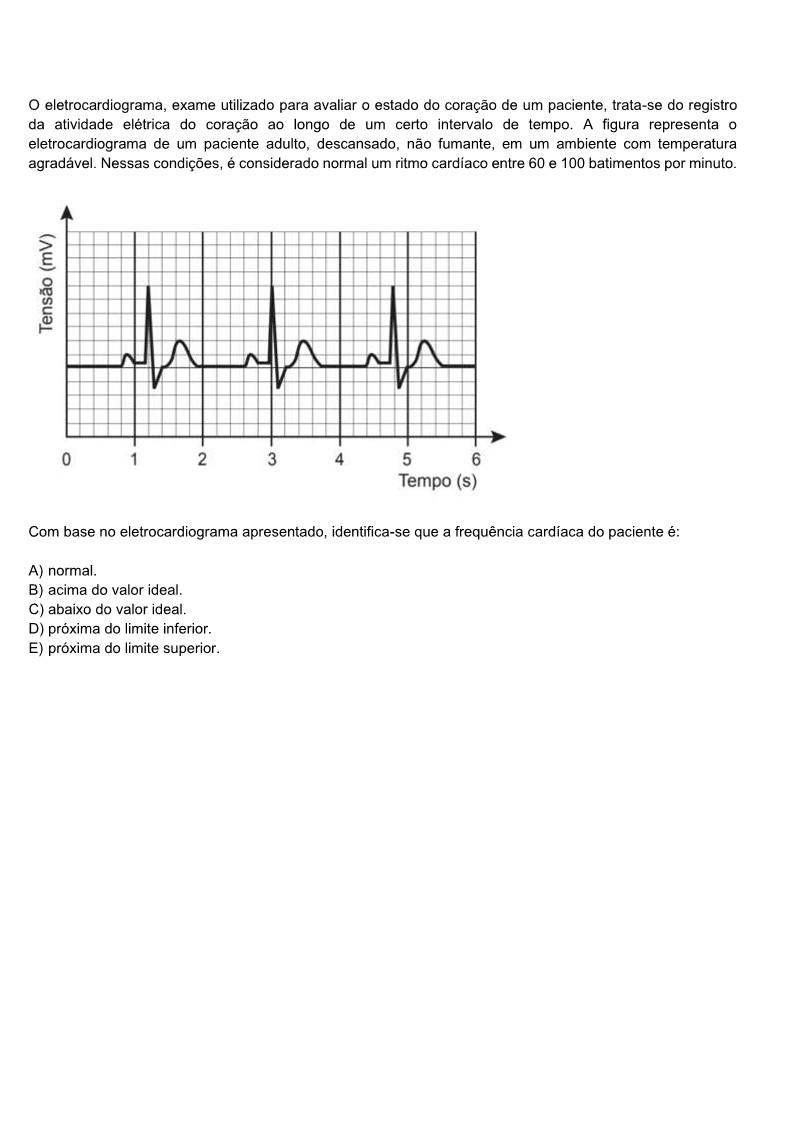 O eletrocardiograma, exame utilizado para avaliar o estado do coração de um paciente, trata-se do registro
da atividade elétrica do coração ao longo de um certo intervalo de tempo. A figura representa o
eletrocardiograma de um paciente adulto, descansado, não fumante, em um ambiente com temperatura
agradável. Nessas condições, é considerado normal um ritmo cardíaco entre 60 e 100 batimentos por minuto.
Tensão (mV)
0 1 2 3 4 5 6
Tempo (s)
Com base no eletrocardiograma apresentado, identifica-se que a frequência cardíaca do paciente é:
A) normal.
B) acima do valor ideal.
C) abaixo do valor ideal.
D) próxima do limite inferior.
E) próxima do limite superior.